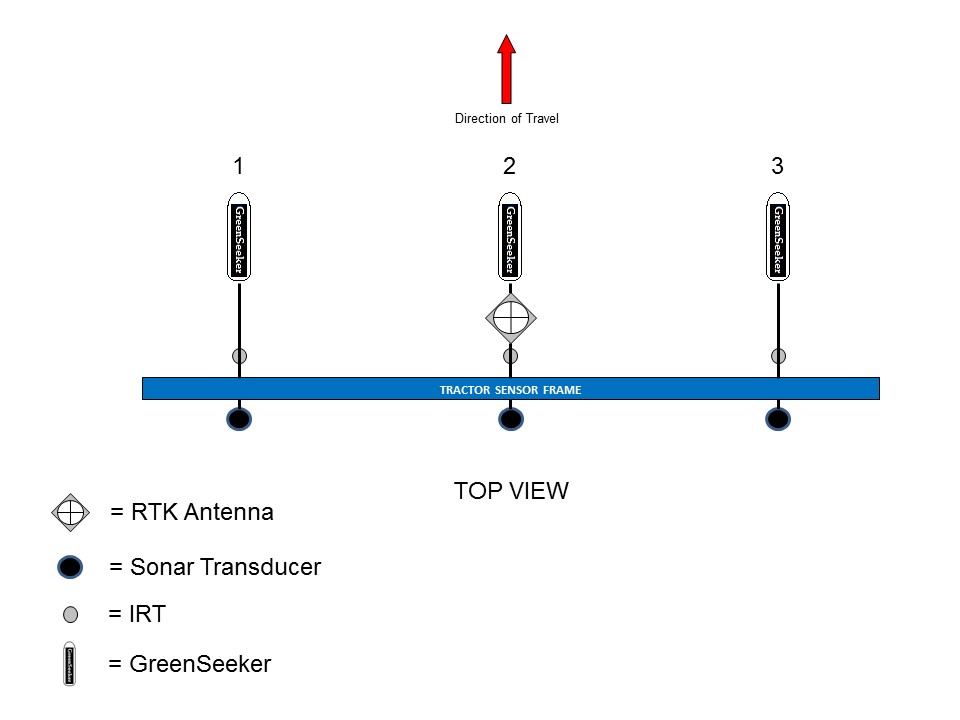 Direction of Travel
1 2 3
GreenSeeker GreenSeeker GreenSeeker
TRACTOR SENSOR FRAME
TOP VIEW
= RTK Antenna
= Sonar Transducer
= IRT
GreenSeeker = GreenSeeker